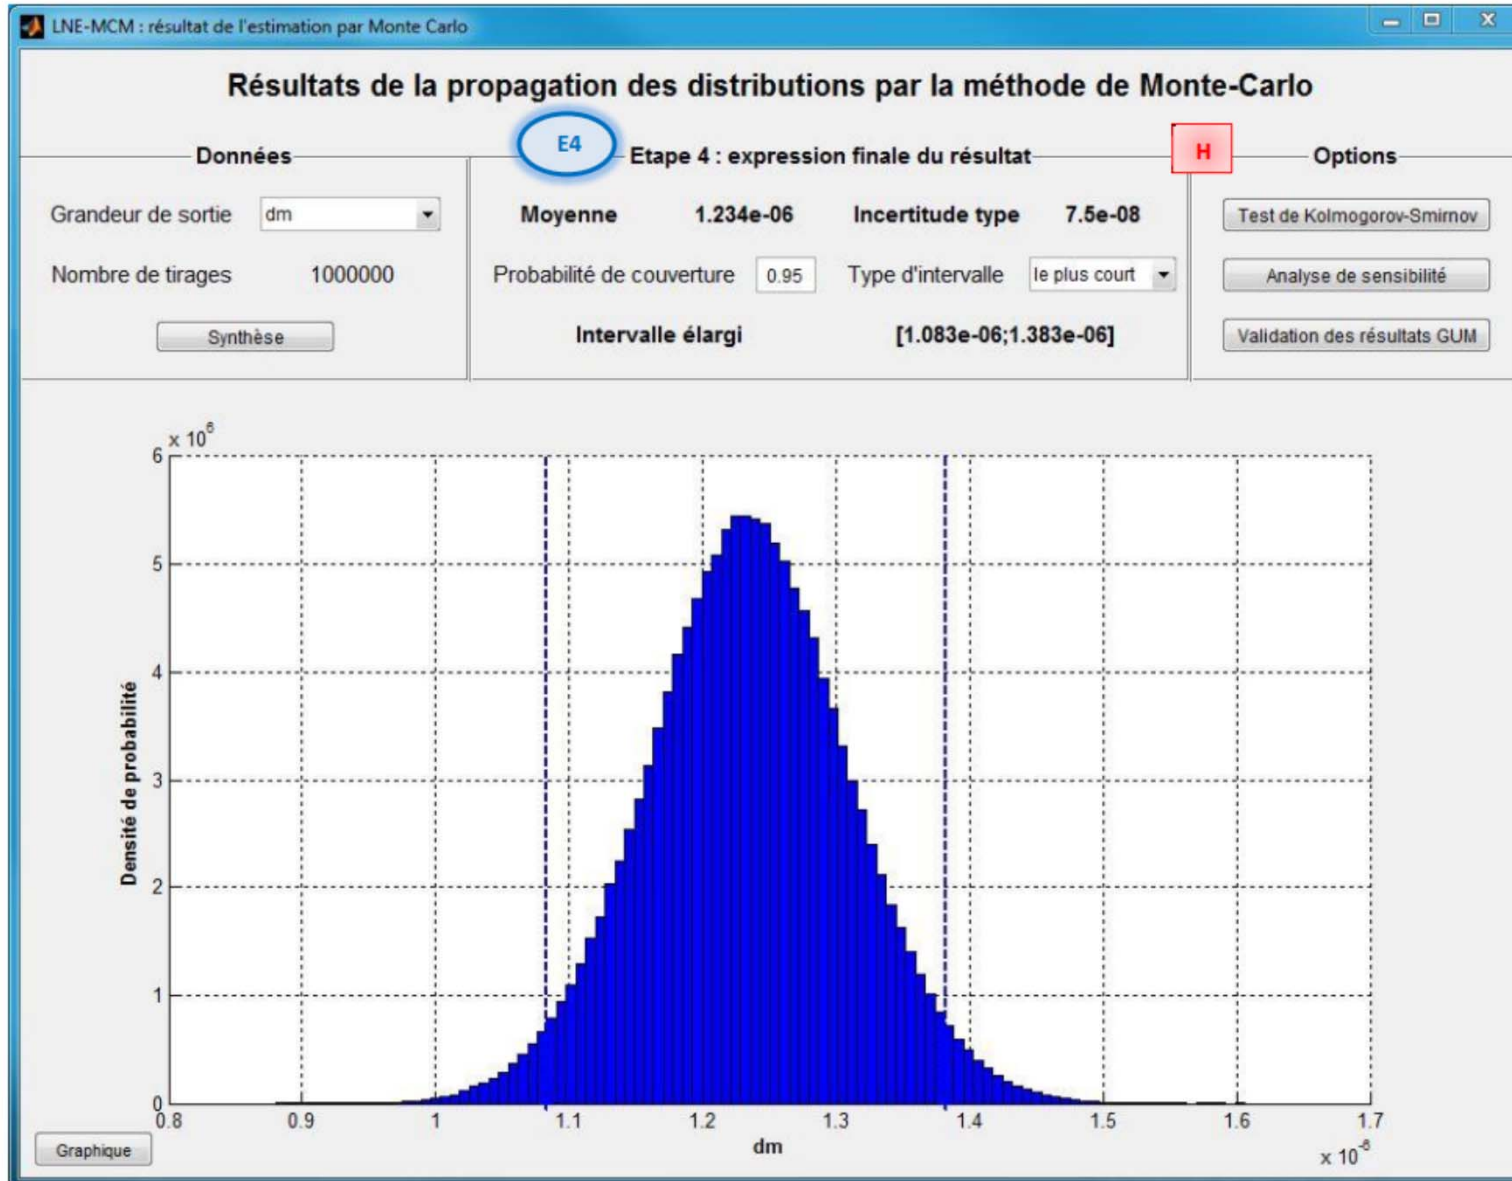 LNE-MCM : résultat de l'estimation par Monte Carlo
Résultats de la propagation des distributions par la méthode de Monte-Carlo
Données
Grandeur de sortie dm
Nombre de tirages 1000000
Synthèse
E4
Etape 4 : expression finale du résultat
Moyenne 1.234e-06 Incertitude type 7.5e-08
Probabilité de couverture 0.95 Type d'intervalle le plus court
Intervalle élargi [1.083e-06;1.383e-06]
H
Options
Test de Kolmogorov-Smirnov
Analyse de sensibilité
Validation des résultats GUM
x 10⁶
6
5
4
3
2
1
0
Densité de probabilité
0.8 0.9 1 1.1 1.2 1.3 1.4 1.5 1.6 1.7
dm
x 10⁻⁶
Graphique